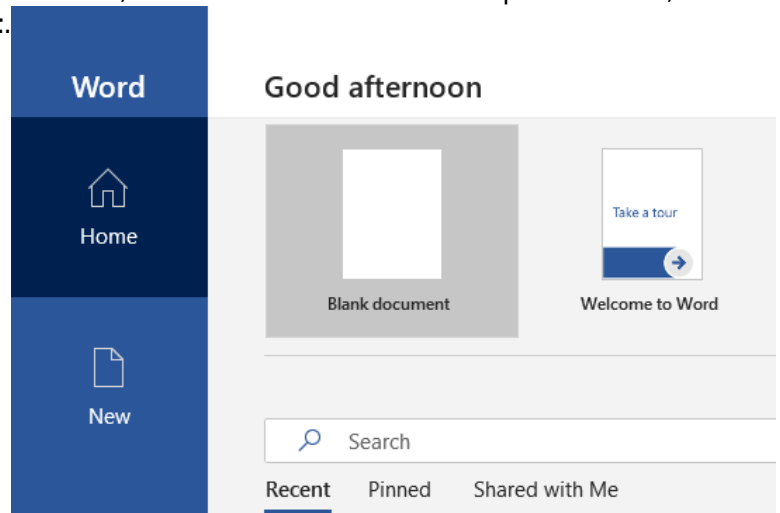 Word
Good afternoon
Home
Take a tour
Blank document
Welcome to Word
New
Search
Recent Pinned Shared with Me